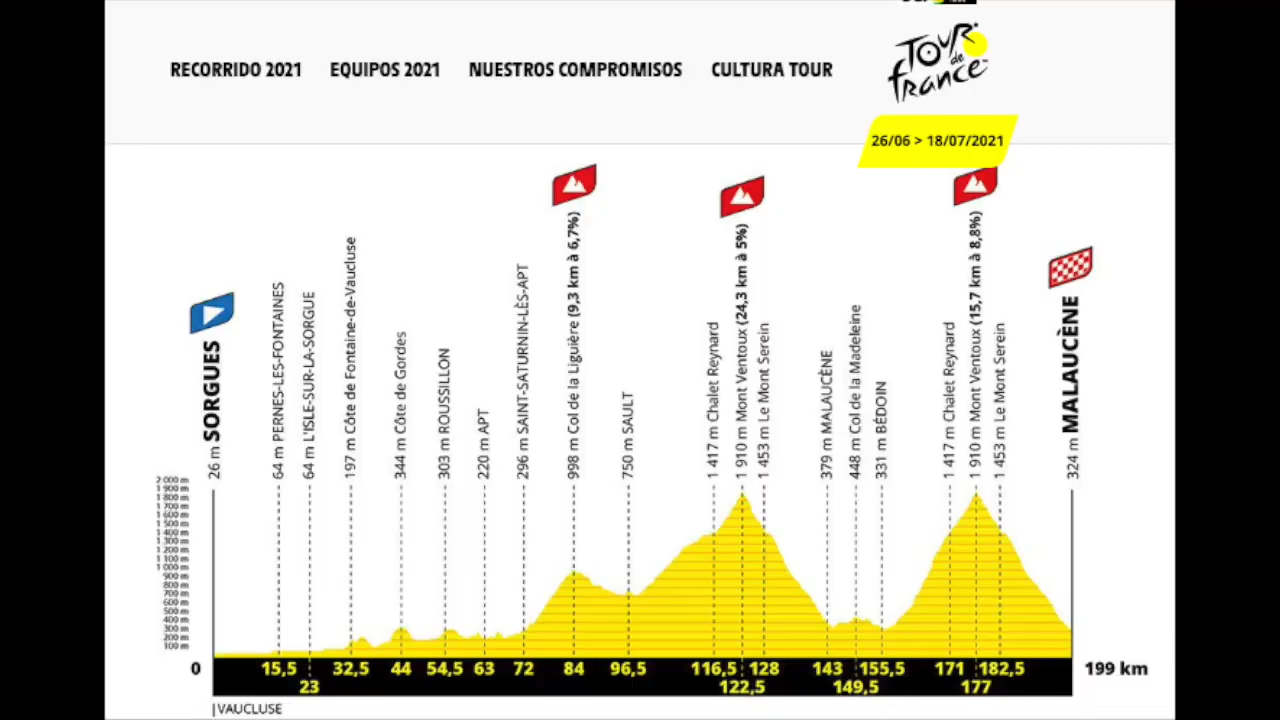 RECORRIDO 2021
EQUIPOS 2021
NUESTROS COMPROMISOS
CULTURA TOUR
TOUR
de
france
26/06 > 18/07/2021
26 m SORGUES
64 m PERNES-LES-FONTAINES
64 m L'ISLE-SUR-LA-SORGUE
197 m Côte de Fontaine-de-Vaucluse
344 m Côte de Gordes
303 m ROUSSILLON
220 m APT
296 m SAINT-SATURNIN-LÈS-APT
998 m Col de la Liguière (9,3 km à 6,7%)
750 m SAULT
1 417 m Chalet Reynard
1 910 m Mont Ventoux (24,3 km à 5%)
1 453 m Le Mont Serein
379 m MALAUCÈNE
448 m Col de la Madeleine
331 m BÉDOIN
1 417 m Chalet Reynard
1 910 m Mont Ventoux (15,7 km à 8,8%)
1 453 m Le Mont Serein
324 m MALAUCÈNE
2 000 m
1 900 m
1 800 m
1 700 m
1 600 m
1 500 m
1 400 m
1 300 m
1 200 m
1 100 m
1 000 m
900 m
800 m
700 m
600 m
500 m
400 m
300 m
200 m
100 m
0 15,5 32,5 44 54,5 63 72 84 96,5 116,5 128 143 155,5 171 182,5 199 km
23 122,5 149,5 177
|VAUCLUSE